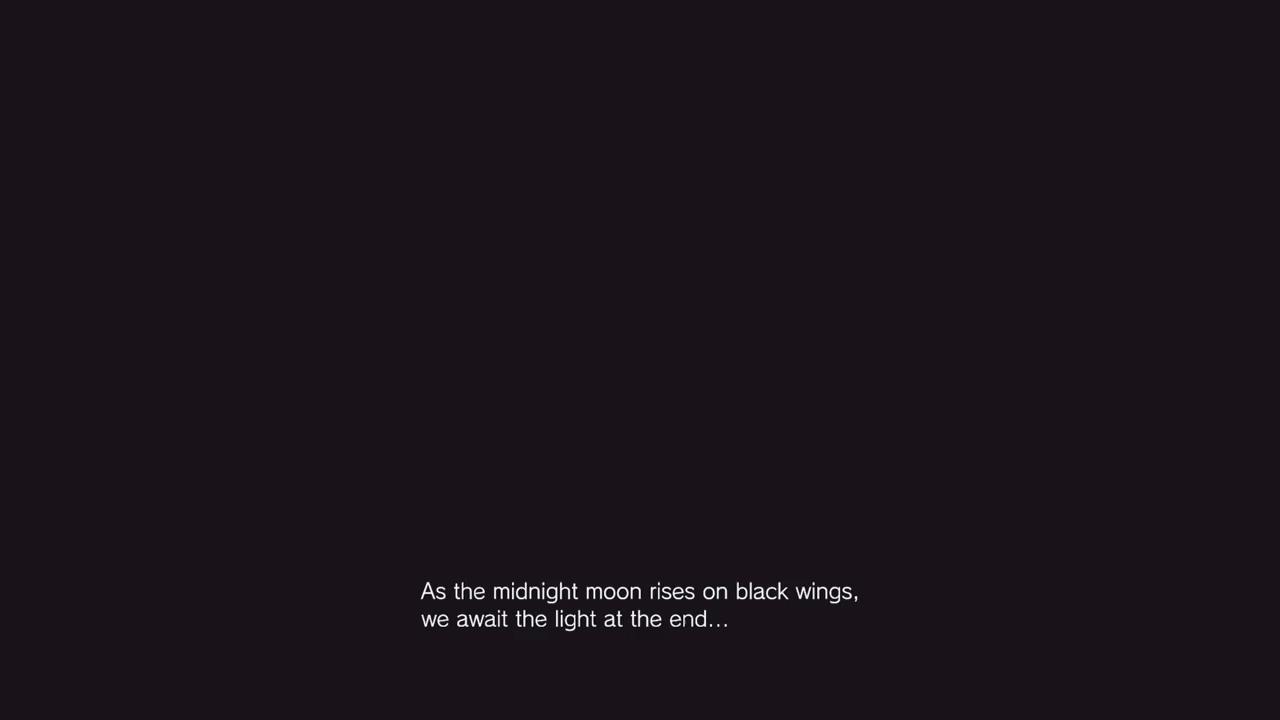 As the midnight moon rises on black wings,
we await the light at the end...